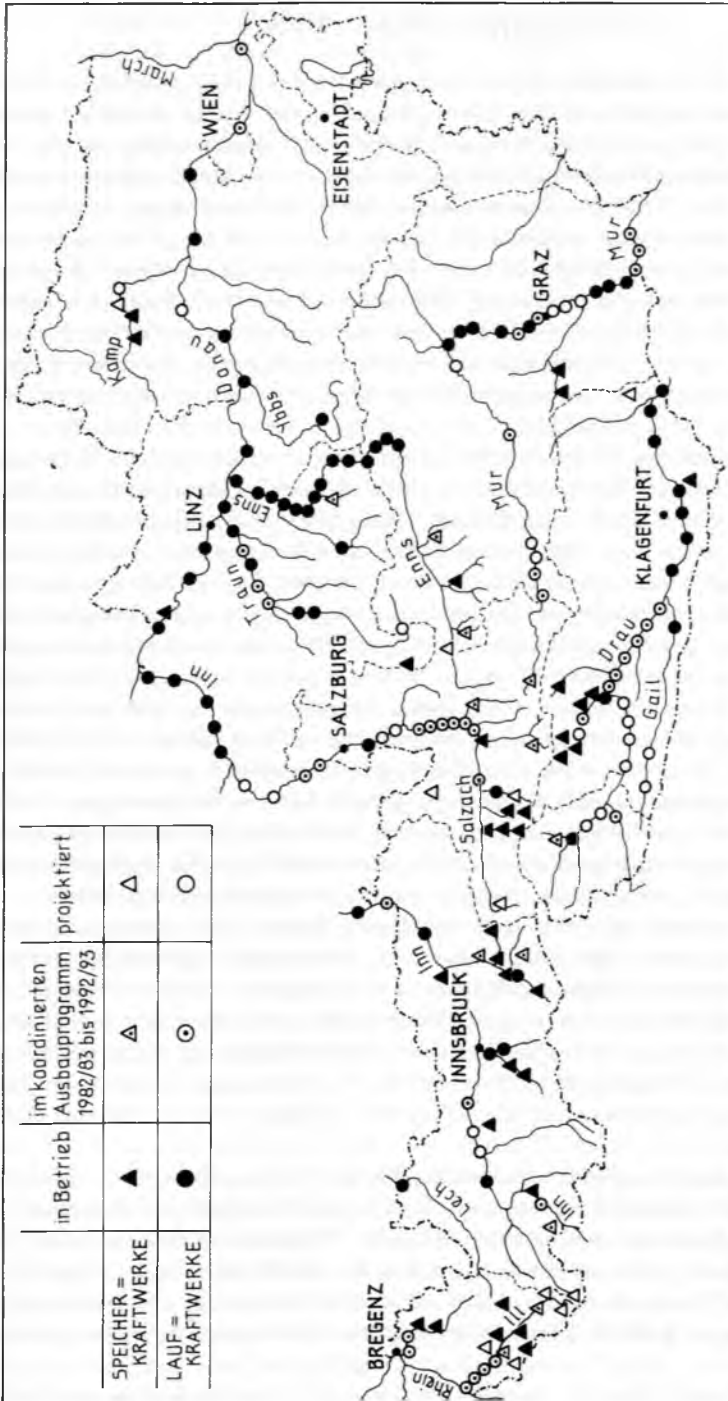 in Betrieb
im koordinierten
Ausbauprogramm
1982/83 bis 1992/93
projektiert
SPEICHER =
KRAFTWERKE
LAUF =
KRAFTWERKE
BREGENZ
Rhein
Ill
Lech
Inn
INNSBRUCK
Inn
Salzach
SALZBURG
Inn
Traun
LINZ
Enns
Enns
Ybbs
Donau
Kamp
WIEN
March
EISENSTADT
GRAZ
Mur
Mur
KLAGENFURT
Drau
Gail